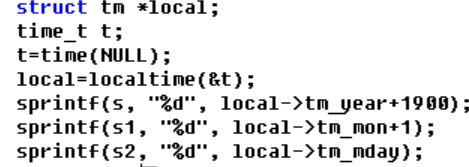 struct tm *local;
time_t t;
t=time(NULL);
local=localtime(&t);
sprintf(s, "%d", local->tm_year+1900);
sprintf(s1, "%d", local->tm_mon+1);
sprintf(s2, "%d", local->tm_mday);